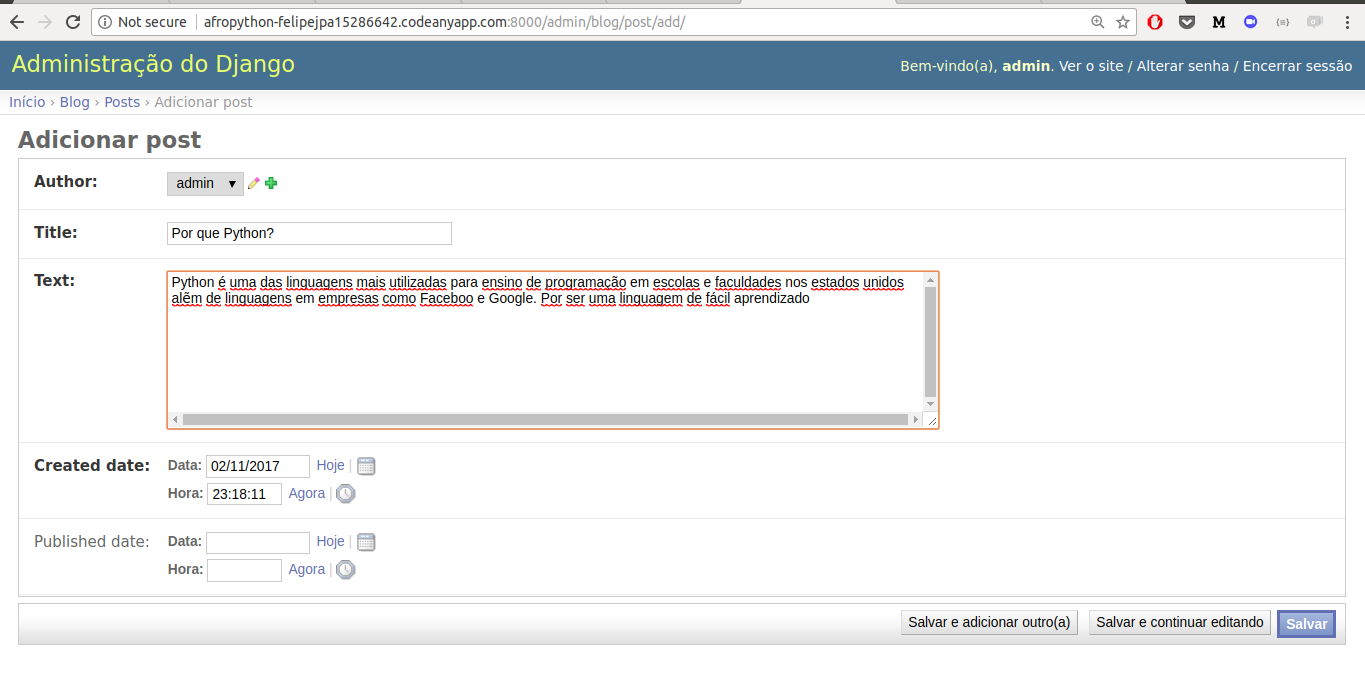 Not secure afropython-felipejpa15286642.codeanyapp.com:8000/admin/blog/post/add/
Administração do Django
Bem-vindo(a), admin. Ver o site / Alterar senha / Encerrar sessão
Início › Blog › Posts › Adicionar post
Adicionar post
Author: admin
Title: Por que Python?
Text: Python é uma das linguagens mais utilizadas para ensino de programação em escolas e faculdades nos estados unidos
além de linguagens em empresas como Faceboo e Google. Por ser uma linguagem de fácil aprendizado
Created date: Data: 02/11/2017 Hoje |
Hora: 23:18:11 Agora |
Published date: Data: Hoje |
Hora: Agora |
Salvar e adicionar outro(a) Salvar e continuar editando Salvar